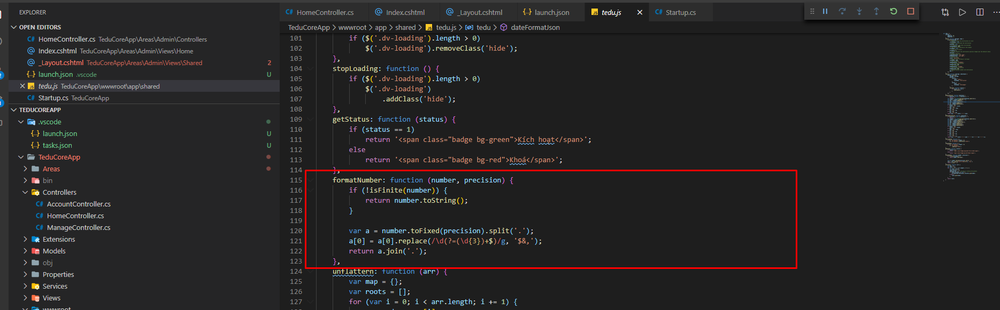 EXPLORER
OPEN EDITORS
C# HomeController.cs TeduCoreApp\Areas\Admin\Controllers
@ Index.cshtml TeduCoreApp\Areas\Admin\Views\Home
@ _Layout.cshtml TeduCoreApp\Areas\Admin\Views\Shared 2
{..} launch.json .vscode U
JS tedu.js TeduCoreApp\wwwroot\app\shared
C# Startup.cs TeduCoreApp
TEDUCOREAPP
.vscode
{..} launch.json U
{..} tasks.json U
TeduCoreApp
Areas
bin
Controllers
C# AccountController.cs
C# HomeController.cs
C# ManageController.cs
Extensions
Models
obj
Properties
Services
Views
wwwroot
C# HomeController.cs @ Index.cshtml @ _Layout.cshtml {..} launch.json JS tedu.js C# Startup.cs
TeduCoreApp > wwwroot > app > shared > JS tedu.js > tedu > dateFormatJson
101 if ($('.dv-loading').length > 0)
102 $('.dv-loading').removeClass('hide');
103 },
104 stopLoading: function () {
105 if ($('.dv-loading').length > 0)
106 $('.dv-loading')
107 .addClass('hide');
108 },
109 getStatus: function (status) {
110 if (status == 1)
111 return '<span class="badge bg-green">Kích hoạt</span>';
112 else
113 return '<span class="badge bg-red">Khoá</span>';
114 },
115 formatNumber: function (number, precision) {
116 if (!isFinite(number)) {
117 return number.toString();
118 }
119
120 var a = number.toFixed(precision).split('.');
121 a[0] = a[0].replace(/\d(?=(\d{3})+$)/g, '$&,');
122 return a.join('.');
123 },
124 unflattern: function (arr) {
125 var map = {};
126 var roots = [];
127 for (var i = 0; i < arr.length; i += 1) {